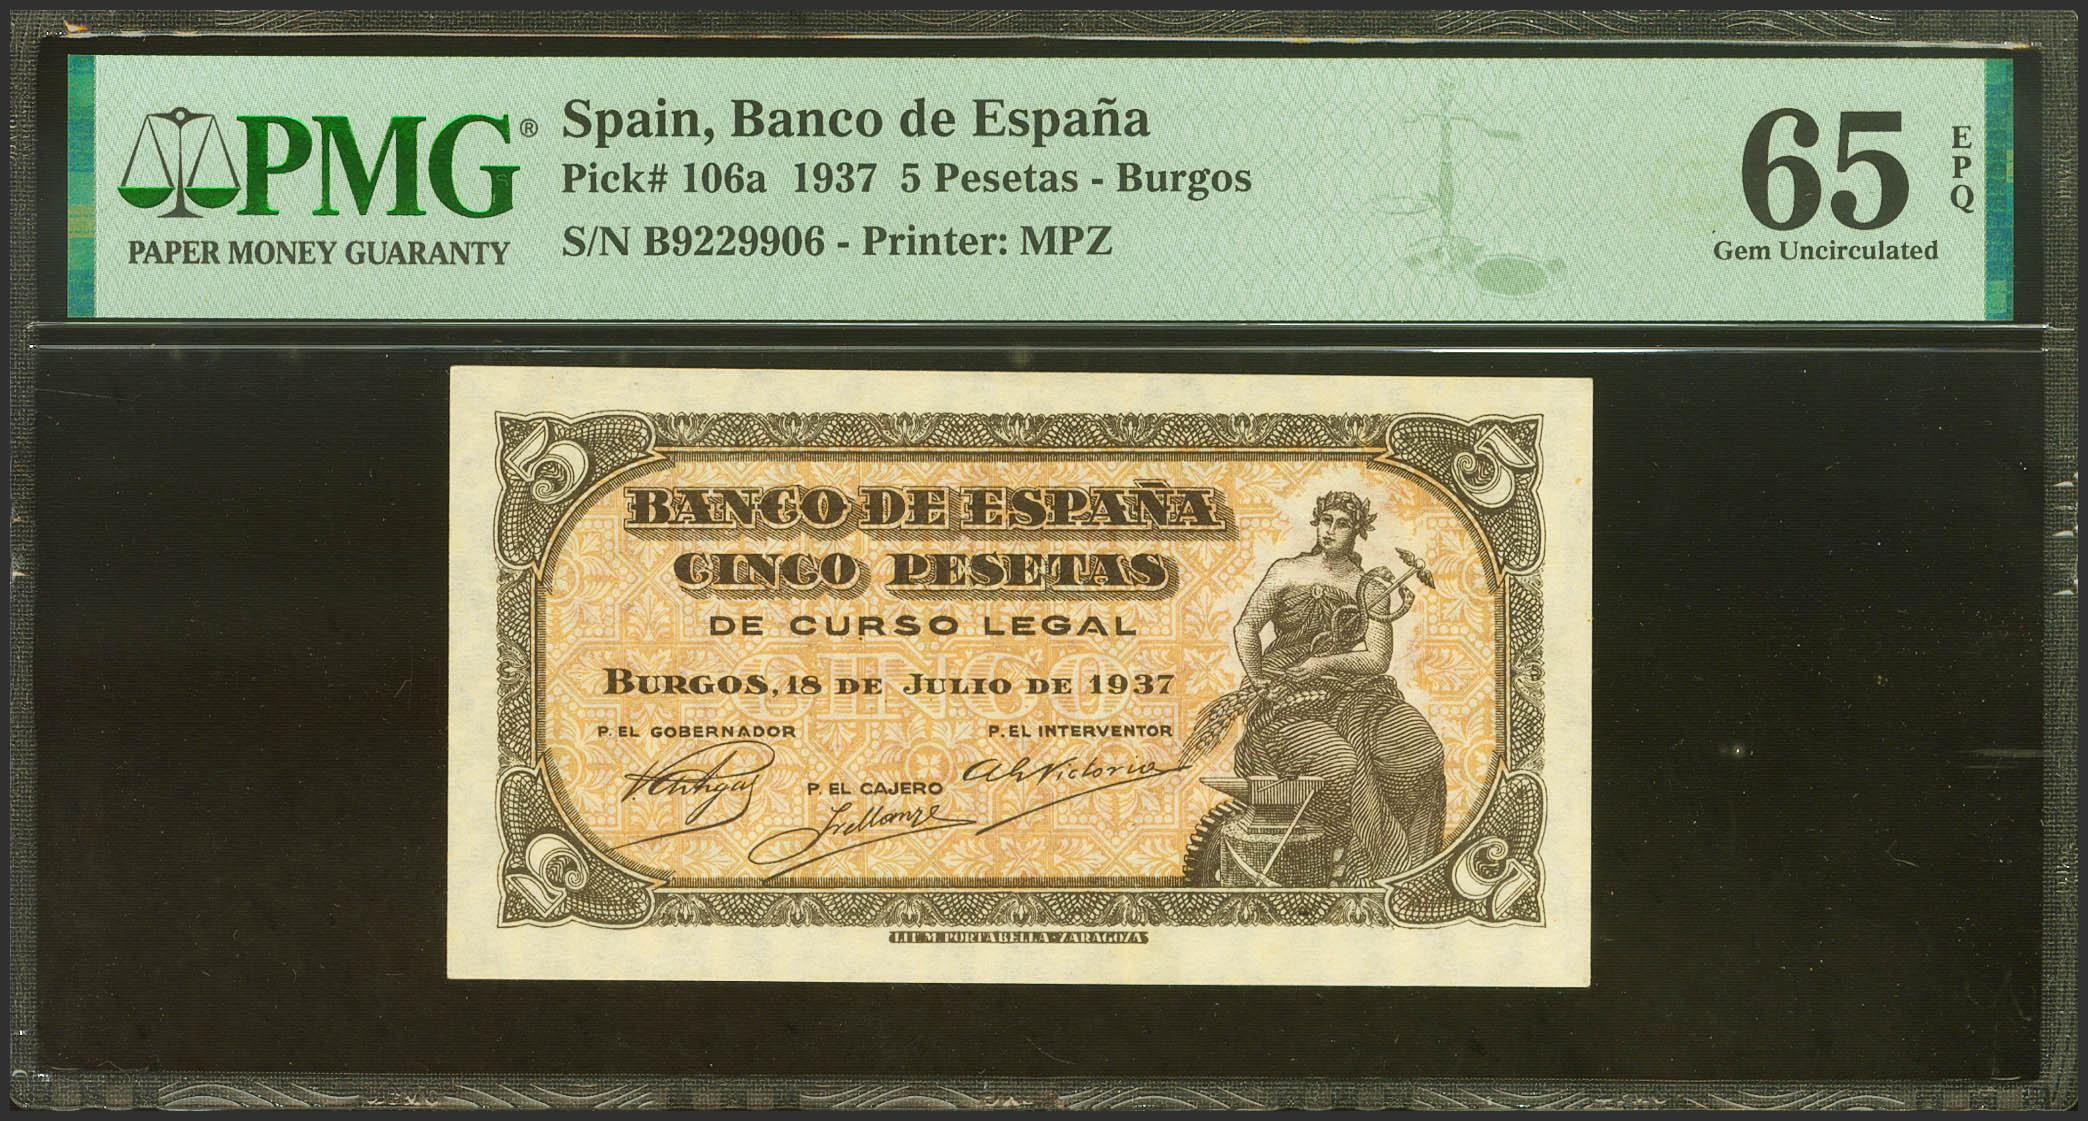 PMG®
PAPER MONEY GUARANTY
Spain, Banco de España
Pick# 106a 1937 5 Pesetas - Burgos
S/N B9229906 - Printer: MPZ
65
EPQ
Gem Uncirculated
5
5
BANCO DE ESPAÑA
CINCO PESETAS
DE CURSO LEGAL
CINCO
BURGOS, 18 DE JULIO DE 1937
P. EL GOBERNADOR
P. EL INTERVENTOR
P. EL CAJERO
5
5
LIT M PORTABELLA-ZARAGOZA